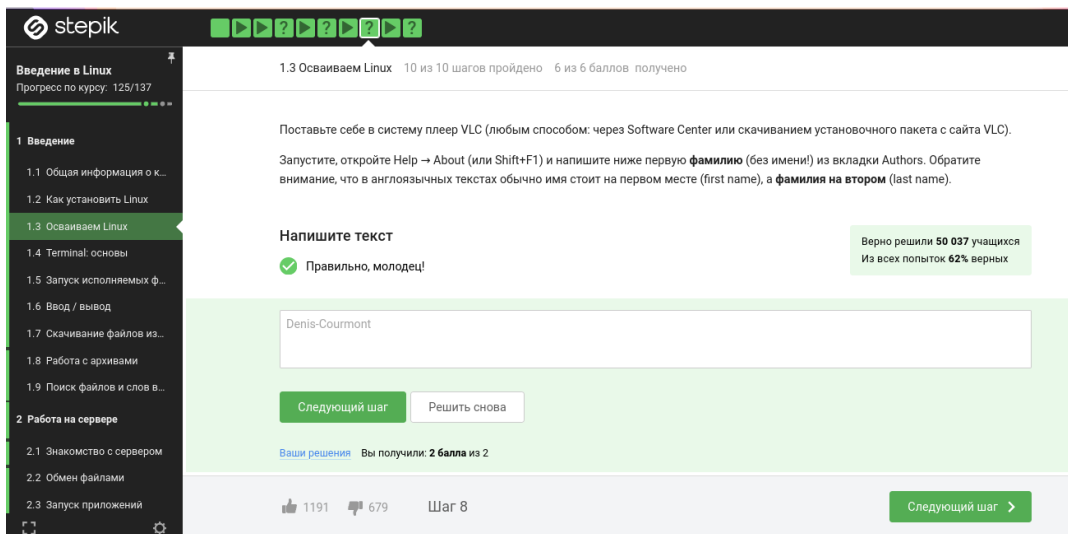 stepik
Введение в Linux
Прогресс по курсу: 125/137
1 Введение
1.1 Общая информация о к...
1.2 Как установить Linux
1.3 Осваиваем Linux
1.4 Terminal: основы
1.5 Запуск исполняемых ф...
1.6 Ввод / вывод
1.7 Скачивание файлов из...
1.8 Работа с архивами
1.9 Поиск файлов и слов в...
2 Работа на сервере
2.1 Знакомство с сервером
2.2 Обмен файлами
2.3 Запуск приложений
1.3 Осваиваем Linux 10 из 10 шагов пройдено 6 из 6 баллов получено
Поставьте себе в систему плеер VLC (любым способом: через Software Center или скачиванием установочного пакета с сайта VLC).
Запустите, откройте Help → About (или Shift+F1) и напишите ниже первую фамилию (без имени!) из вкладки Authors. Обратите
внимание, что в англоязычных текстах обычно имя стоит на первом месте (first name), а фамилия на втором (last name).
Напишите текст
Правильно, молодец!
Верно решили 50 037 учащихся
Из всех попыток 62% верных
Denis-Courmont
Следующий шаг
Решить снова
Ваши решения Вы получили: 2 балла из 2
1191 679 Шаг 8
Следующий шаг